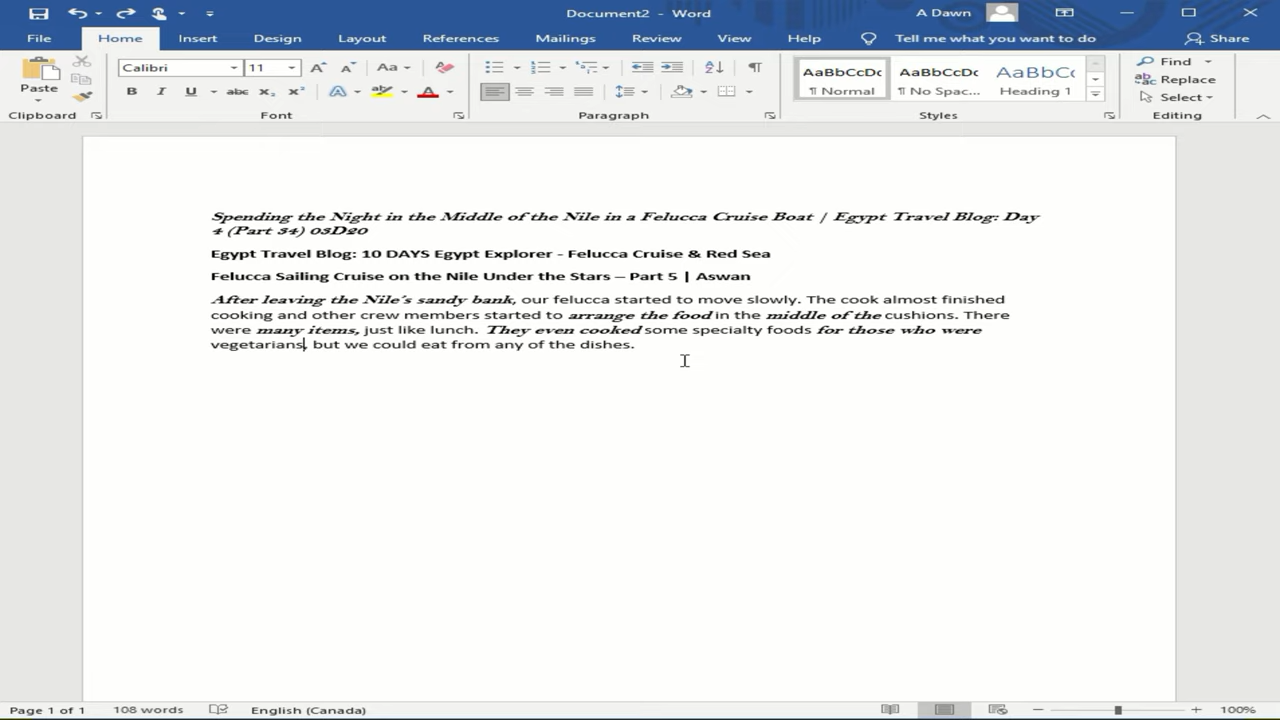 Document2 - Word
A Dawn
File Home Insert Design Layout References Mailings Review View Help Tell me what you want to do Share
Paste
Calibri 11
Aa
B I U abc x₂ x² A ab A
AaBbCcDc AaBbCcDc AaBbC
¶ Normal ¶ No Spac... Heading 1
Find
Replace
Select
Clipboard Font Paragraph Styles Editing
Spending the Night in the Middle of the Nile in a Felucca Cruise Boat | Egypt Travel Blog: Day
4 (Part 34) 03D20
Egypt Travel Blog: 10 DAYS Egypt Explorer - Felucca Cruise & Red Sea
Felucca Sailing Cruise on the Nile Under the Stars – Part 5 | Aswan
After leaving the Nile's sandy bank, our felucca started to move slowly. The cook almost finished
cooking and other crew members started to arrange the food in the middle of the cushions. There
were many items, just like lunch. They even cooked some specialty foods for those who were
vegetarians, but we could eat from any of the dishes.
Page 1 of 1 108 words English (Canada) 100%